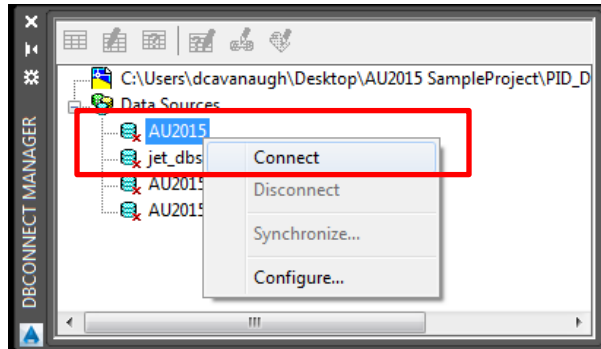 DBCONNECT MANAGER
C:\Users\dcavanaugh\Desktop\AU2015 SampleProject\PID_D
Data Sources
AU2015
jet_dbs
AU2015
AU2015
Connect
Disconnect
Synchronize...
Configure...